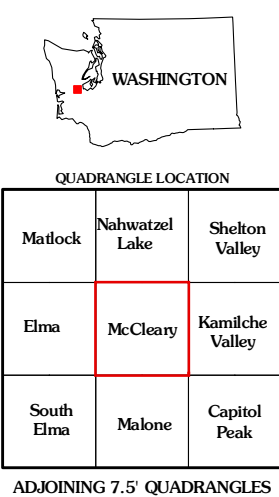 WASHINGTON
QUADRANGLE LOCATION
Matlock
Nahwatzel
Lake
Shelton
Valley
Elma
McCleary
Kamilche
Valley
South
Elma
Malone
Capitol
Peak
ADJOINING 7.5' QUADRANGLES